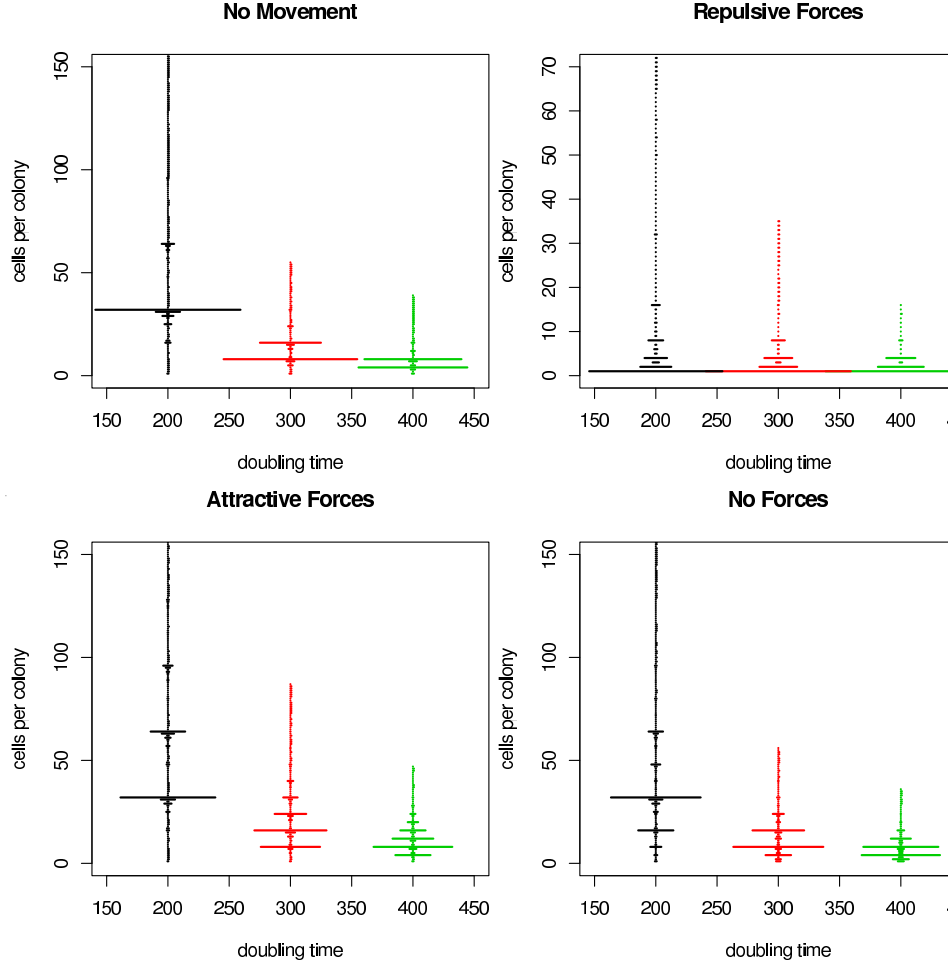 No Movement
150
100
50
0
cells per colony
150 200 250 300 350 400 450
doubling time
Repulsive Forces
70
60
50
40
30
20
10
0
cells per colony
150 200 250 300 350 400
doubling time
Attractive Forces
150
100
50
0
cells per colony
150 200 250 300 350 400 450
doubling time
No Forces
150
100
50
0
cells per colony
150 200 250 300 350 400
doubling time